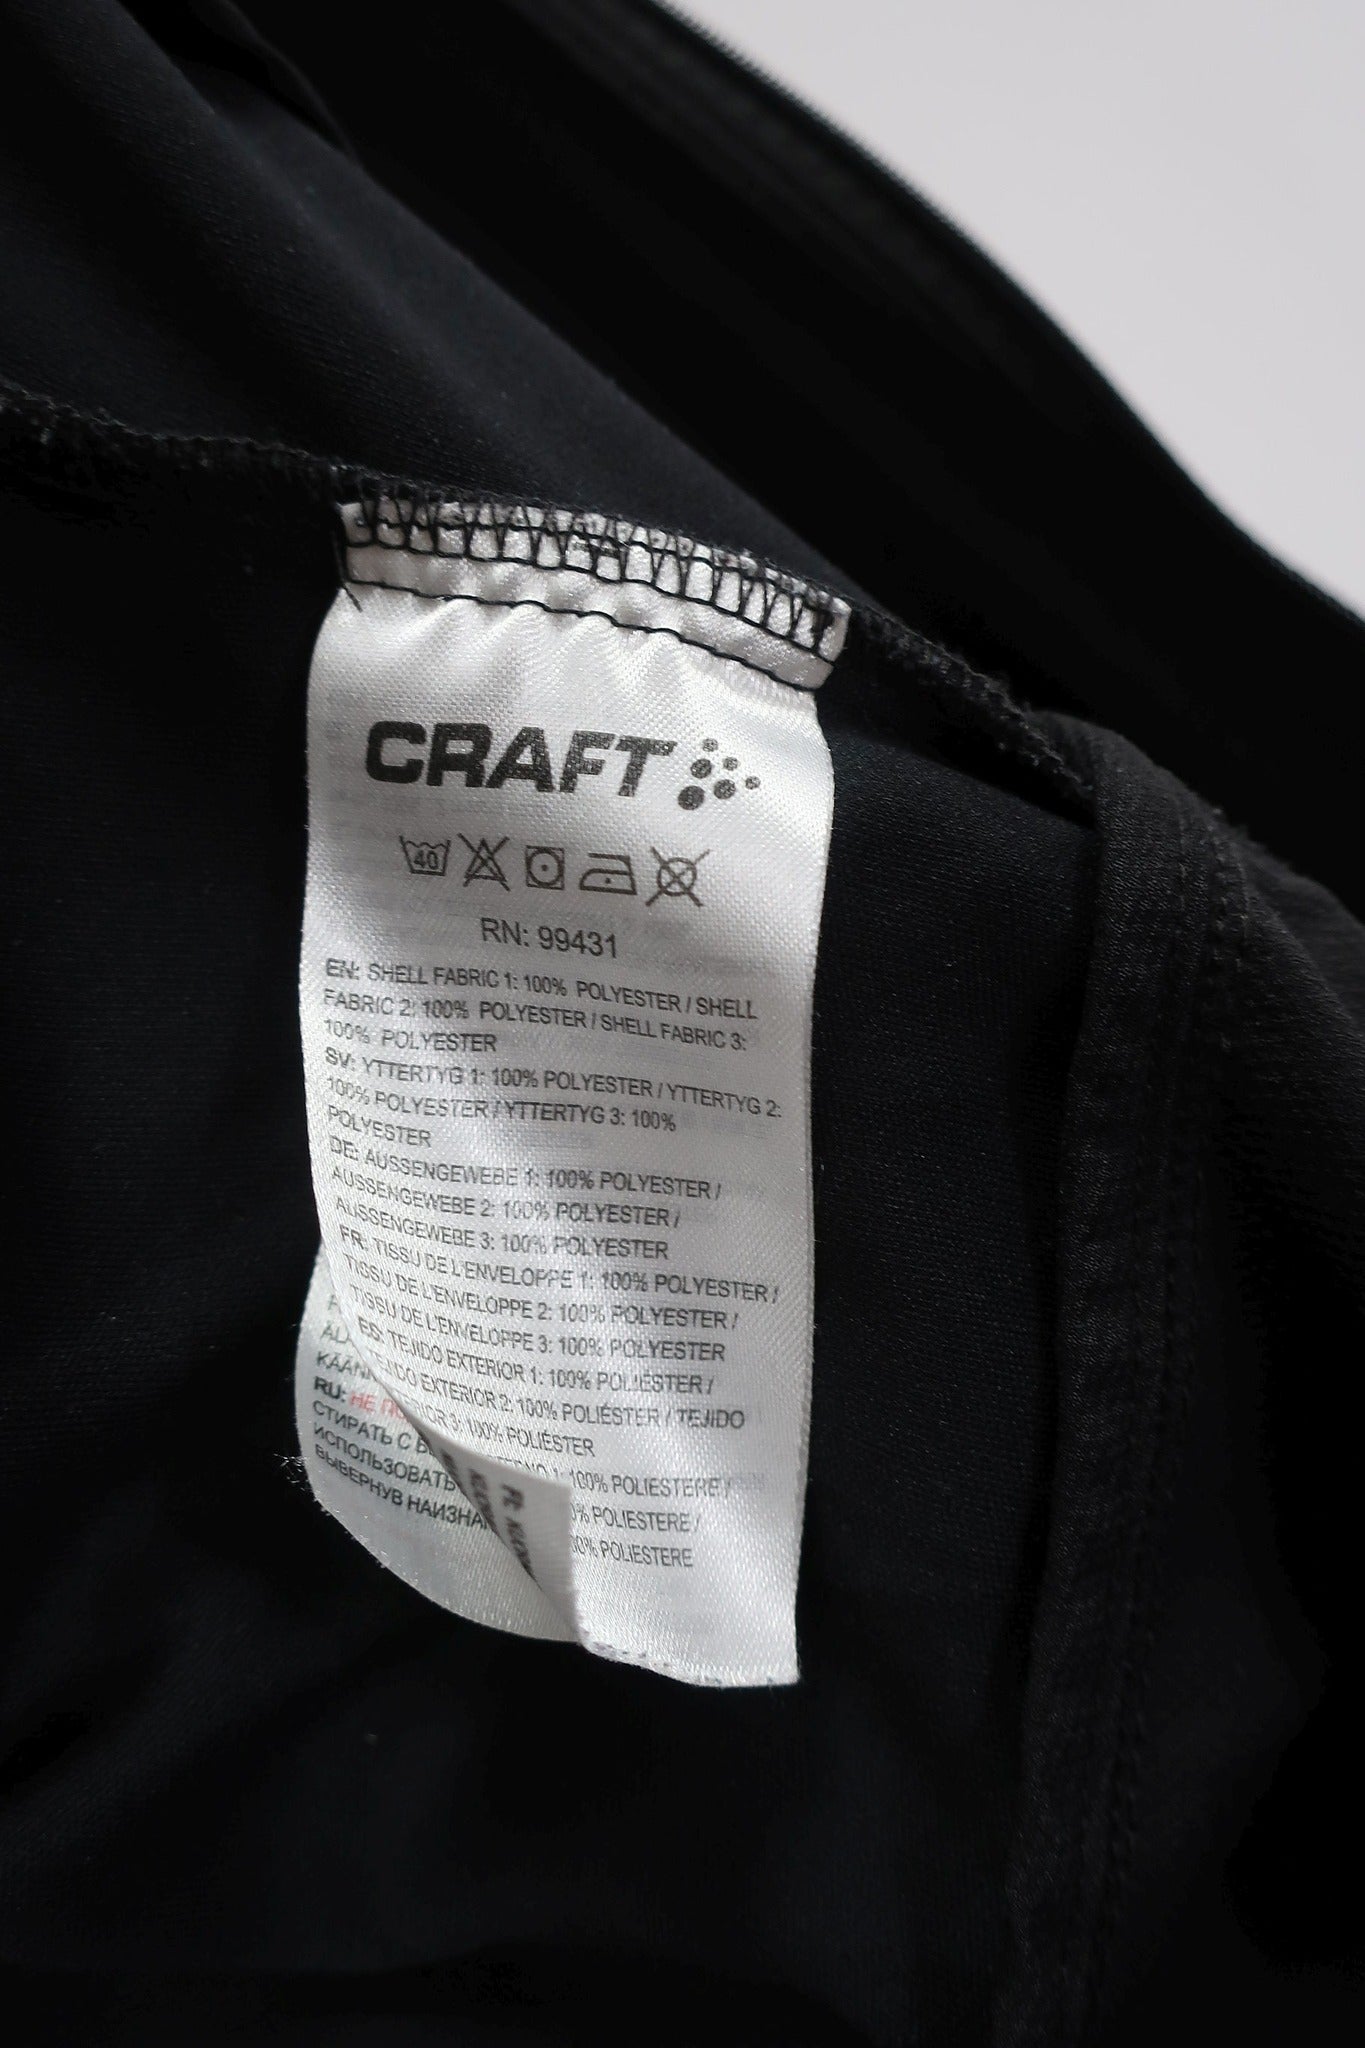 CRAFT
40
RN: 99431
EN: SHELL FABRIC 1: 100% POLYESTER / SHELL
FABRIC 2: 100% POLYESTER / SHELL FABRIC 3:
100% POLYESTER
SV: YTTERTYG 1: 100% POLYESTER / YTTERTYG 2:
100% POLYESTER / YTTERTYG 3: 100%
POLYESTER
DE: AUSSENGEWEBE 1: 100% POLYESTER /
AUSSENGEWEBE 2: 100% POLYESTER /
AUSSENGEWEBE 3: 100% POLYESTER
FR: TISSU DE L'ENVELOPPE 1: 100% POLYESTER /
TISSU DE L'ENVELOPPE 2: 100% POLYESTER /
TISSU DE L'ENVELOPPE 3: 100% POLYESTER
ES: TEJIDO EXTERIOR 1: 100% POLIÉSTER /
EXTERIOR 2: 100% POLIÉSTER / TEJIDO
3: 100% POLIÉSTER
1: 100% POLIESTERE /
POLIESTERE /
POLIESTERE
RU: НЕ
СТИРАТЬ С
ИСПОЛЬЗОВАТЬ
ВЫВЕРНУВ